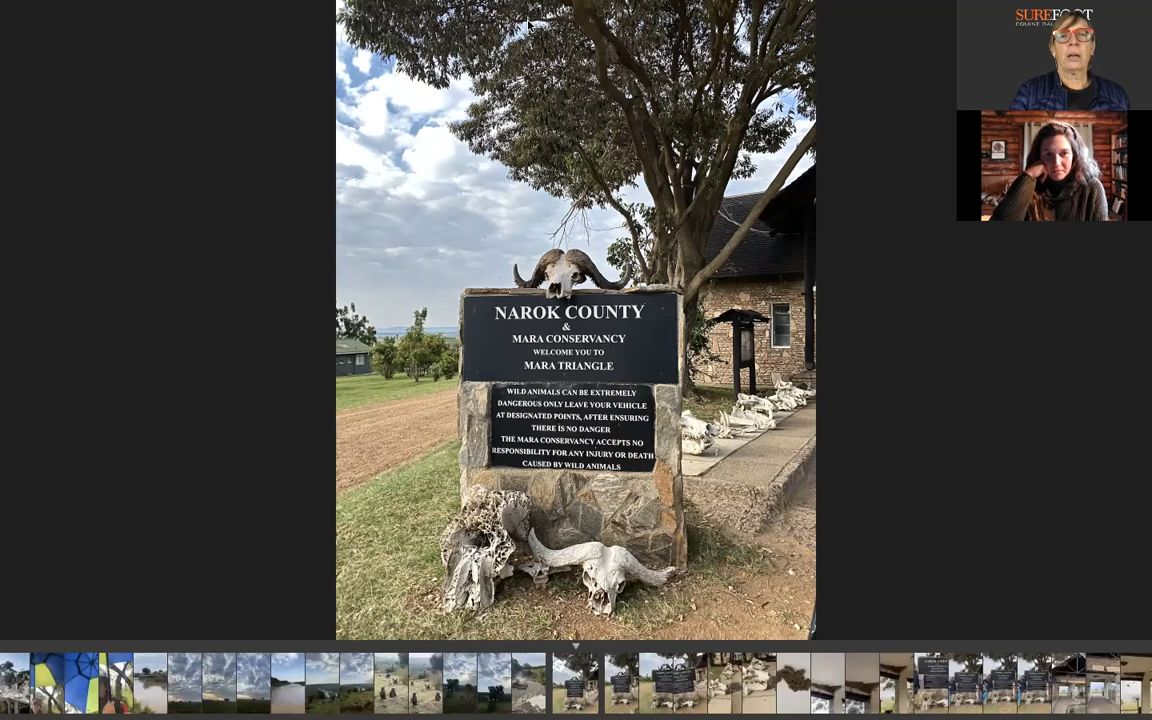 SUREFOOT
NAROK COUNTY
&
MARA CONSERVANCY
WELCOME YOU TO
MARA TRIANGLE
WILD ANIMALS CAN BE EXTREMELY
DANGEROUS ONLY LEAVE YOUR VEHICLE
AT DESIGNATED POINTS, AFTER ENSURING
THERE IS NO DANGER
THE MARA CONSERVANCY ACCEPTS NO
RESPONSIBILITY FOR ANY INJURY OR DEATH
CAUSED BY WILD ANIMALS